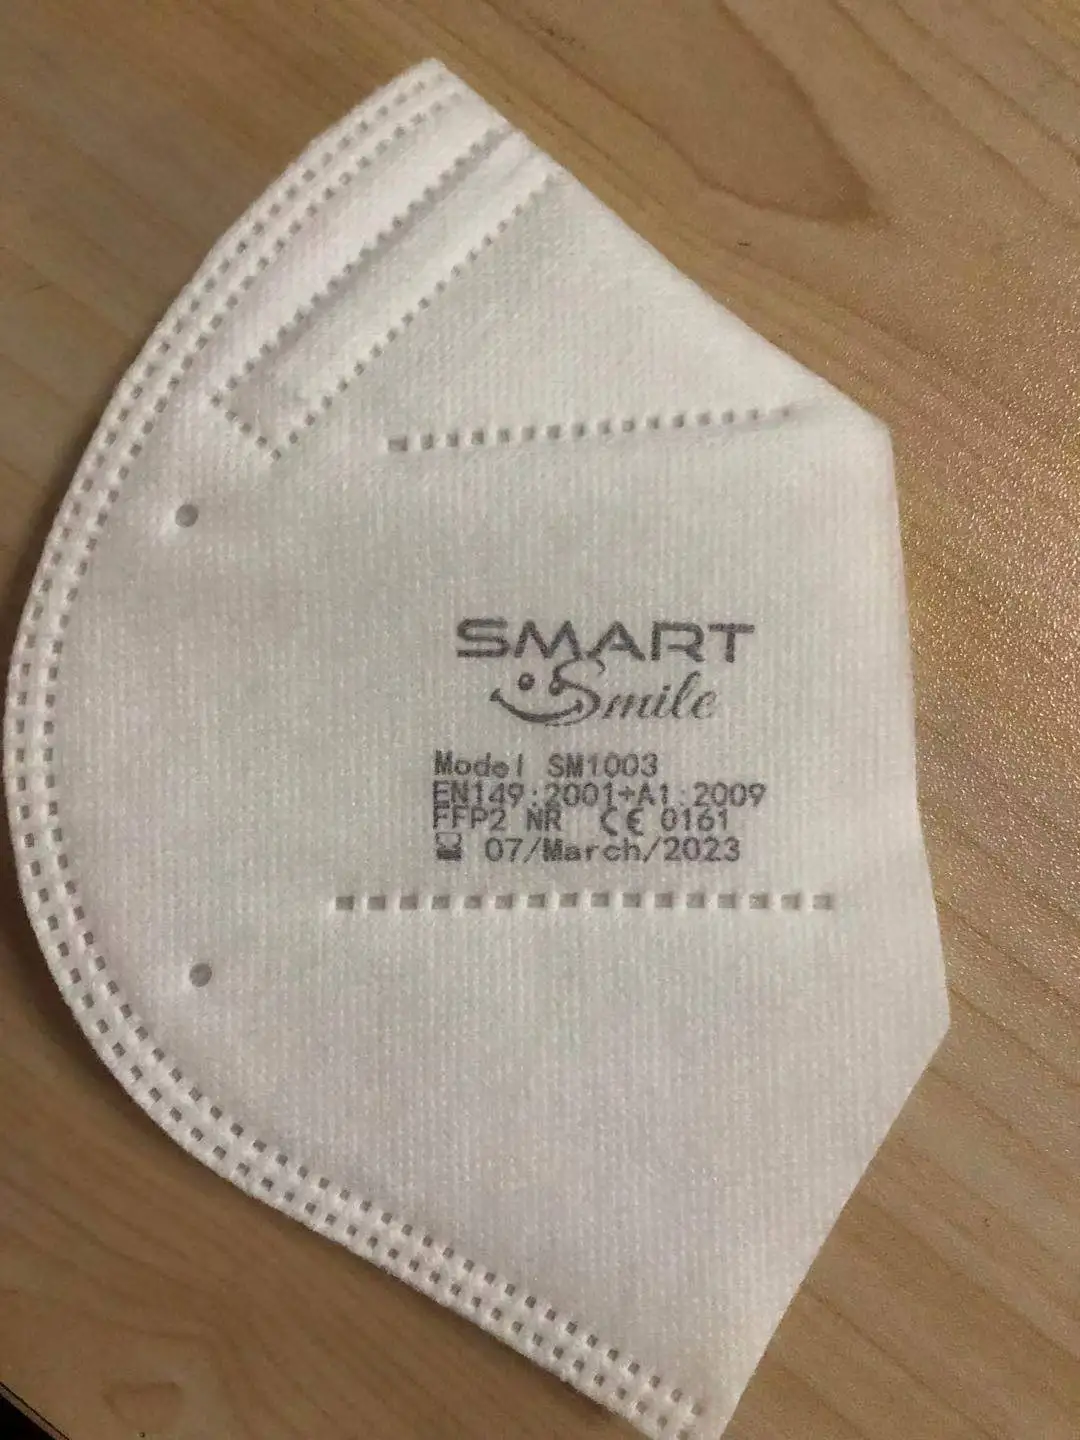 SMART
Smile
Model SM1003
EN149:2001+A1:2009
FFP2 NR CE 0161
07/March/2023